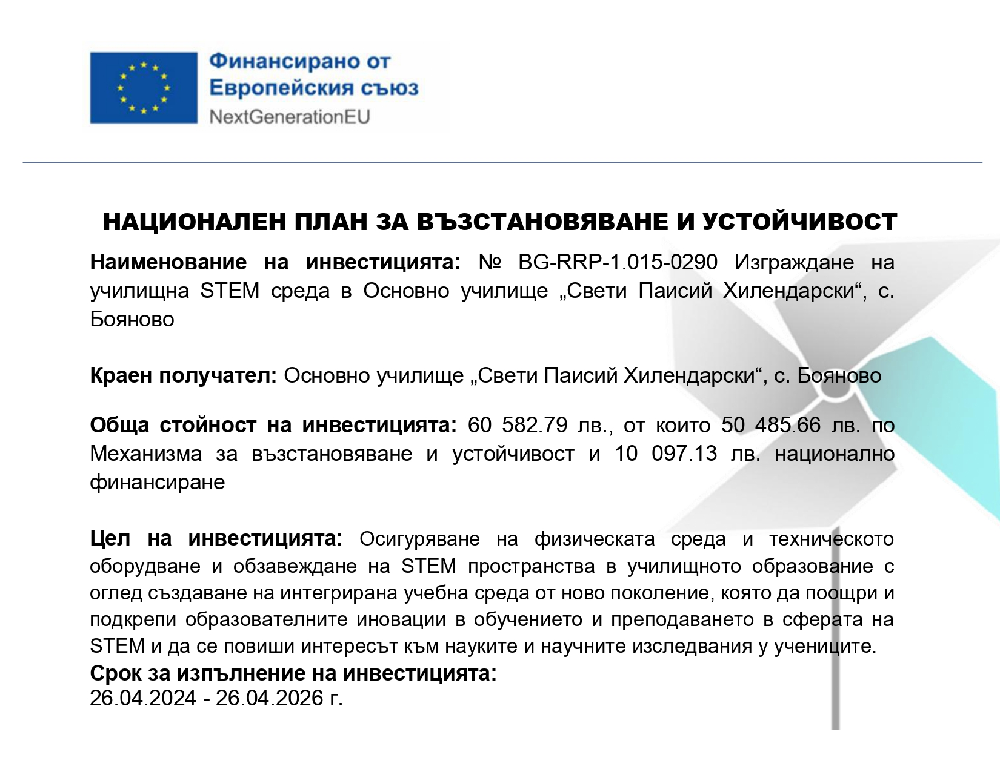 Финансирано от
Европейския съюз
NextGenerationEU
НАЦИОНАЛЕН ПЛАН ЗА ВЪЗСТАНОВЯВАНЕ И УСТОЙЧИВОСТ
Наименование на инвестицията: № BG-RRP-1.015-0290 Изграждане на
училищна STEM среда в Основно училище „Свети Паисий Хилендарски“, с.
Бояново
Краен получател: Основно училище „Свети Паисий Хилендарски“, с. Бояново
Обща стойност на инвестицията: 60 582.79 лв., от които 50 485.66 лв. по
Механизма за възстановяване и устойчивост и 10 097.13 лв. национално
финансиране
Цел на инвестицията: Осигуряване на физическата среда и техническото
оборудване и обзавеждане на STEM пространства в училищното образование с
оглед създаване на интегрирана учебна среда от ново поколение, която да поощри и
подкрепи образователните иновации в обучението и преподаването в сферата на
STEM и да се повиши интересът към науките и научните изследвания у учениците.
Срок за изпълнение на инвестицията:
26.04.2024 - 26.04.2026 г.